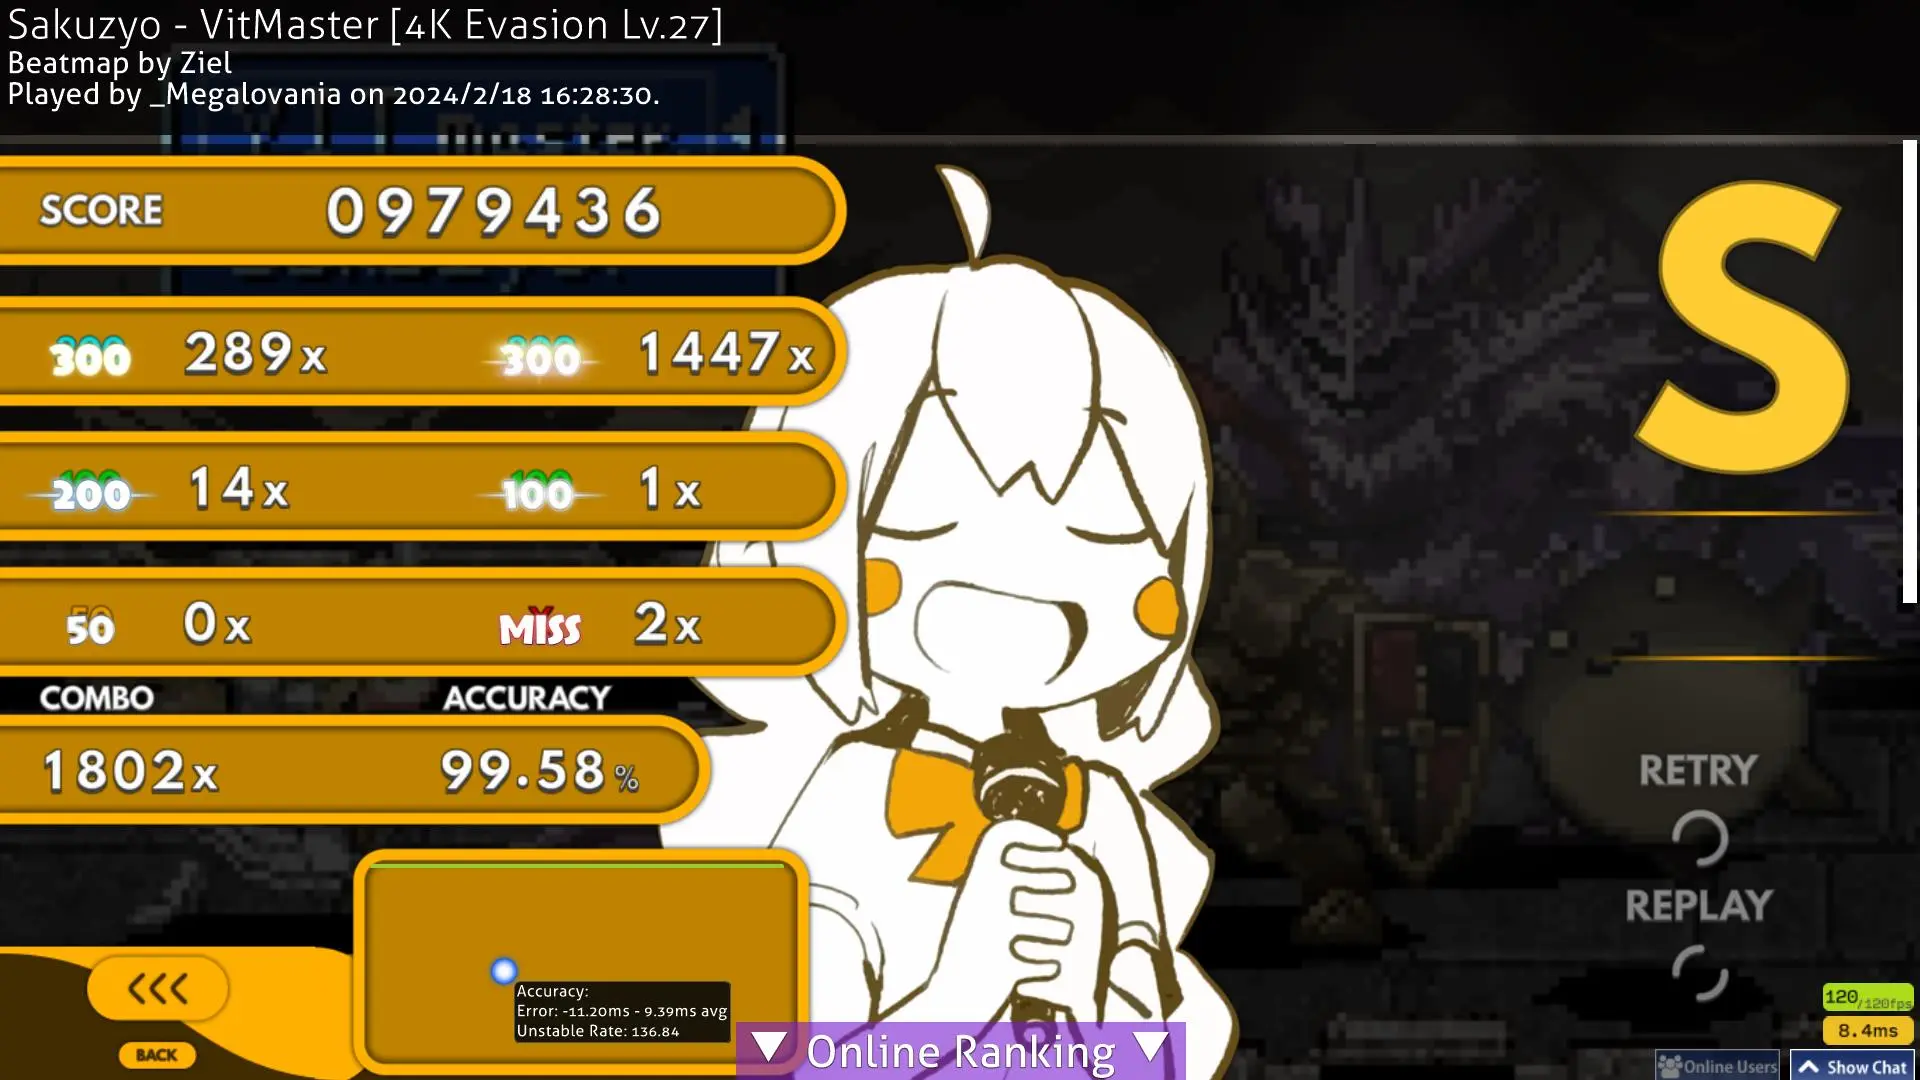 Sakuzyo - VitMaster [4K Evasion Lv.27]
Beatmap by Ziel
Played by _Megalovania on 2024/2/18 16:28:30.
SCORE 0979436
300 289x 300 1447x
200 14x 100 1x
50 0x MISS 2x
COMBO ACCURACY
1802x 99.58%
S
RETRY
REPLAY
<<<
BACK
Accuracy:
Error: -11.20ms - 9.39ms avg
Unstable Rate: 136.84
▼ Online Ranking ▼
120/120fps
8.4ms
Online Users
Show Chat